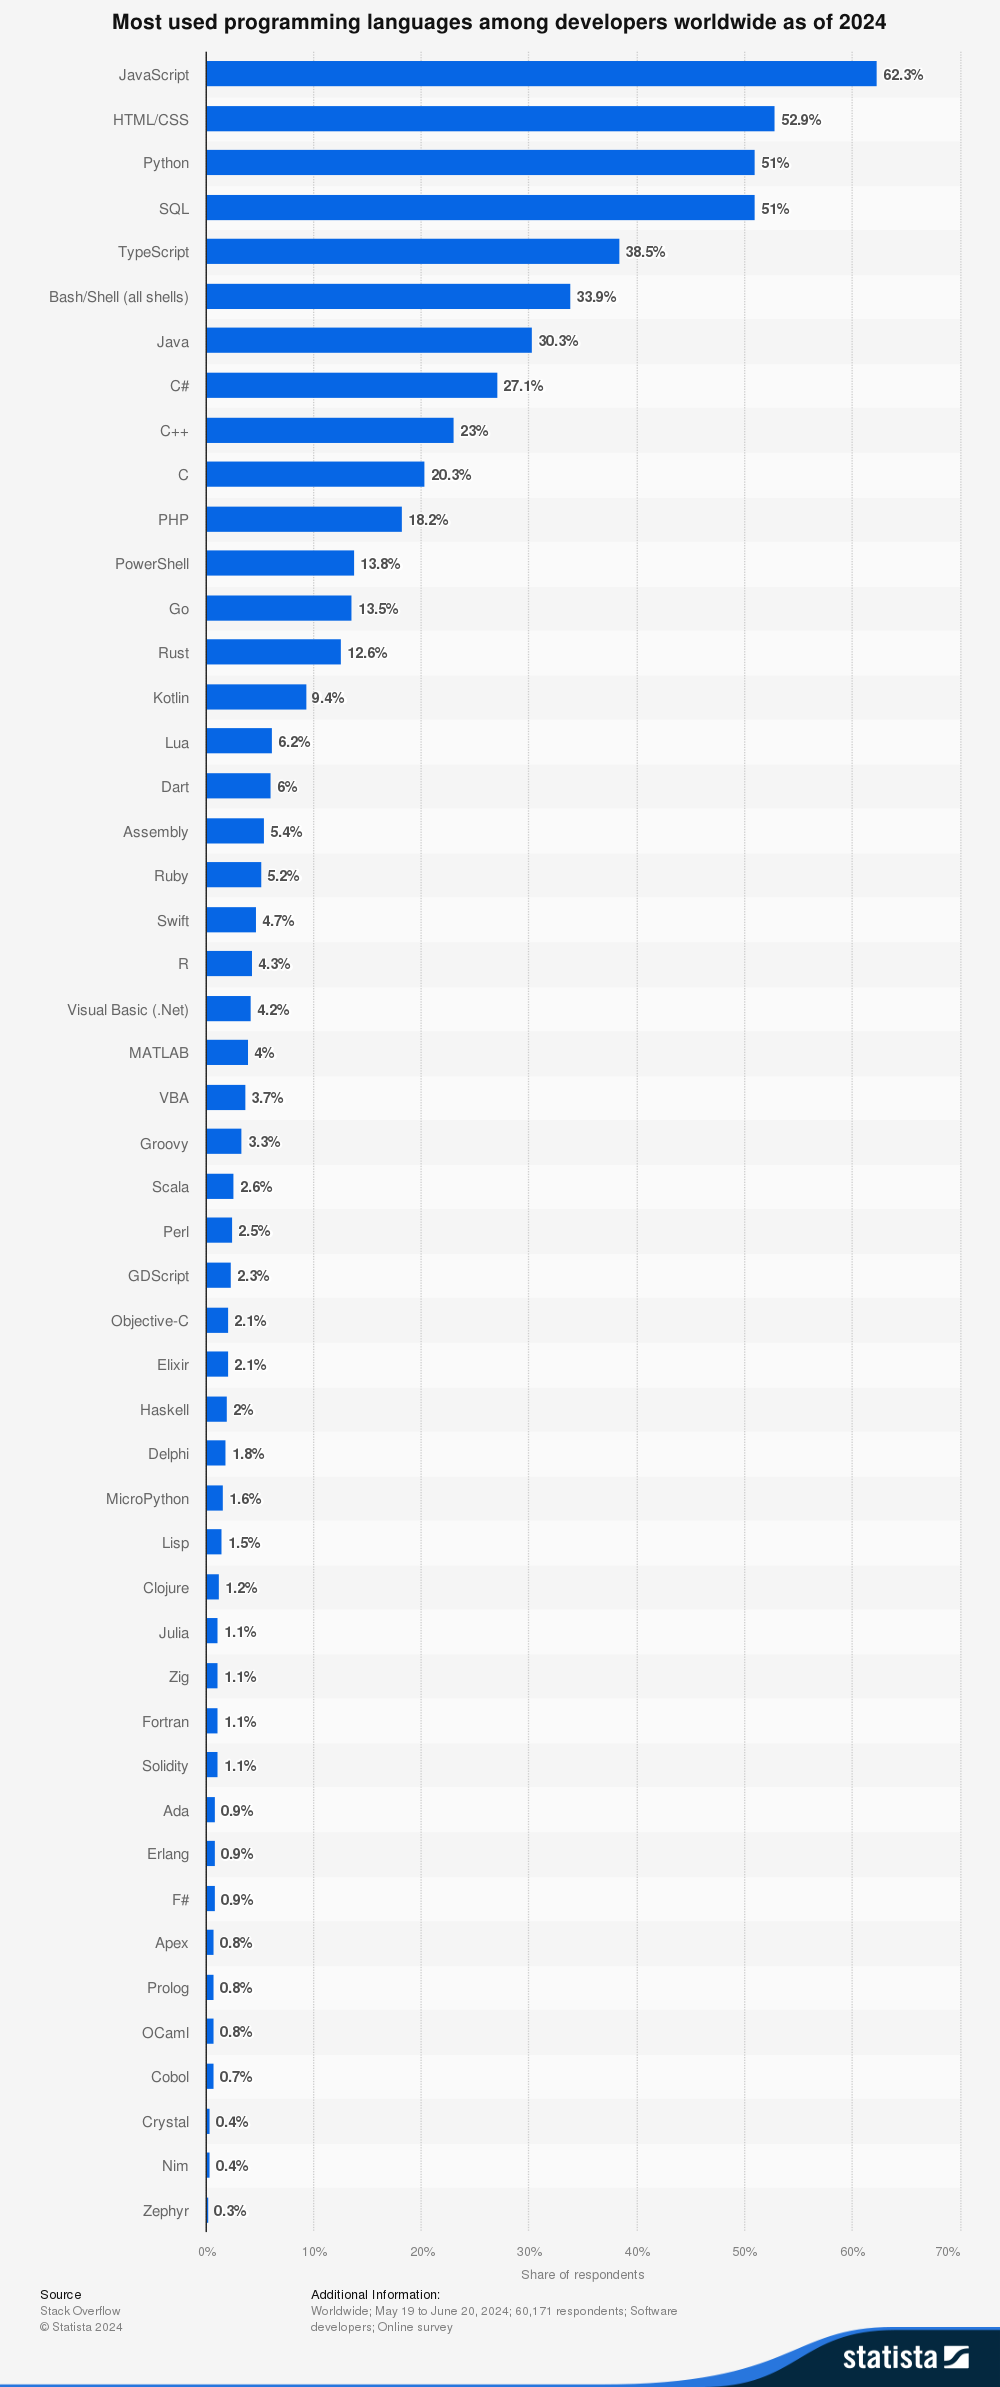 Most used programming languages among developers worldwide as of 2024
JavaScript 62.3%
HTML/CSS 52.9%
Python 51%
SQL 51%
TypeScript 38.5%
Bash/Shell (all shells) 33.9%
Java 30.3%
C# 27.1%
C++ 23%
C 20.3%
PHP 18.2%
PowerShell 13.8%
Go 13.5%
Rust 12.6%
Kotlin 9.4%
Lua 6.2%
Dart 6%
Assembly 5.4%
Ruby 5.2%
Swift 4.7%
R 4.3%
Visual Basic (.Net) 4.2%
MATLAB 4%
VBA 3.7%
Groovy 3.3%
Scala 2.6%
Perl 2.5%
GDScript 2.3%
Objective-C 2.1%
Elixir 2.1%
Haskell 2%
Delphi 1.8%
MicroPython 1.6%
Lisp 1.5%
Clojure 1.2%
Julia 1.1%
Zig 1.1%
Fortran 1.1%
Solidity 1.1%
Ada 0.9%
Erlang 0.9%
F# 0.9%
Apex 0.8%
Prolog 0.8%
OCaml 0.8%
Cobol 0.7%
Crystal 0.4%
Nim 0.4%
Zephyr 0.3%
0% 10% 20% 30% 40% 50% 60% 70%
Share of respondents
Source
Stack Overflow
© Statista 2024
Additional Information:
Worldwide; May 19 to June 20, 2024; 60,171 respondents; Software
developers; Online survey
statista